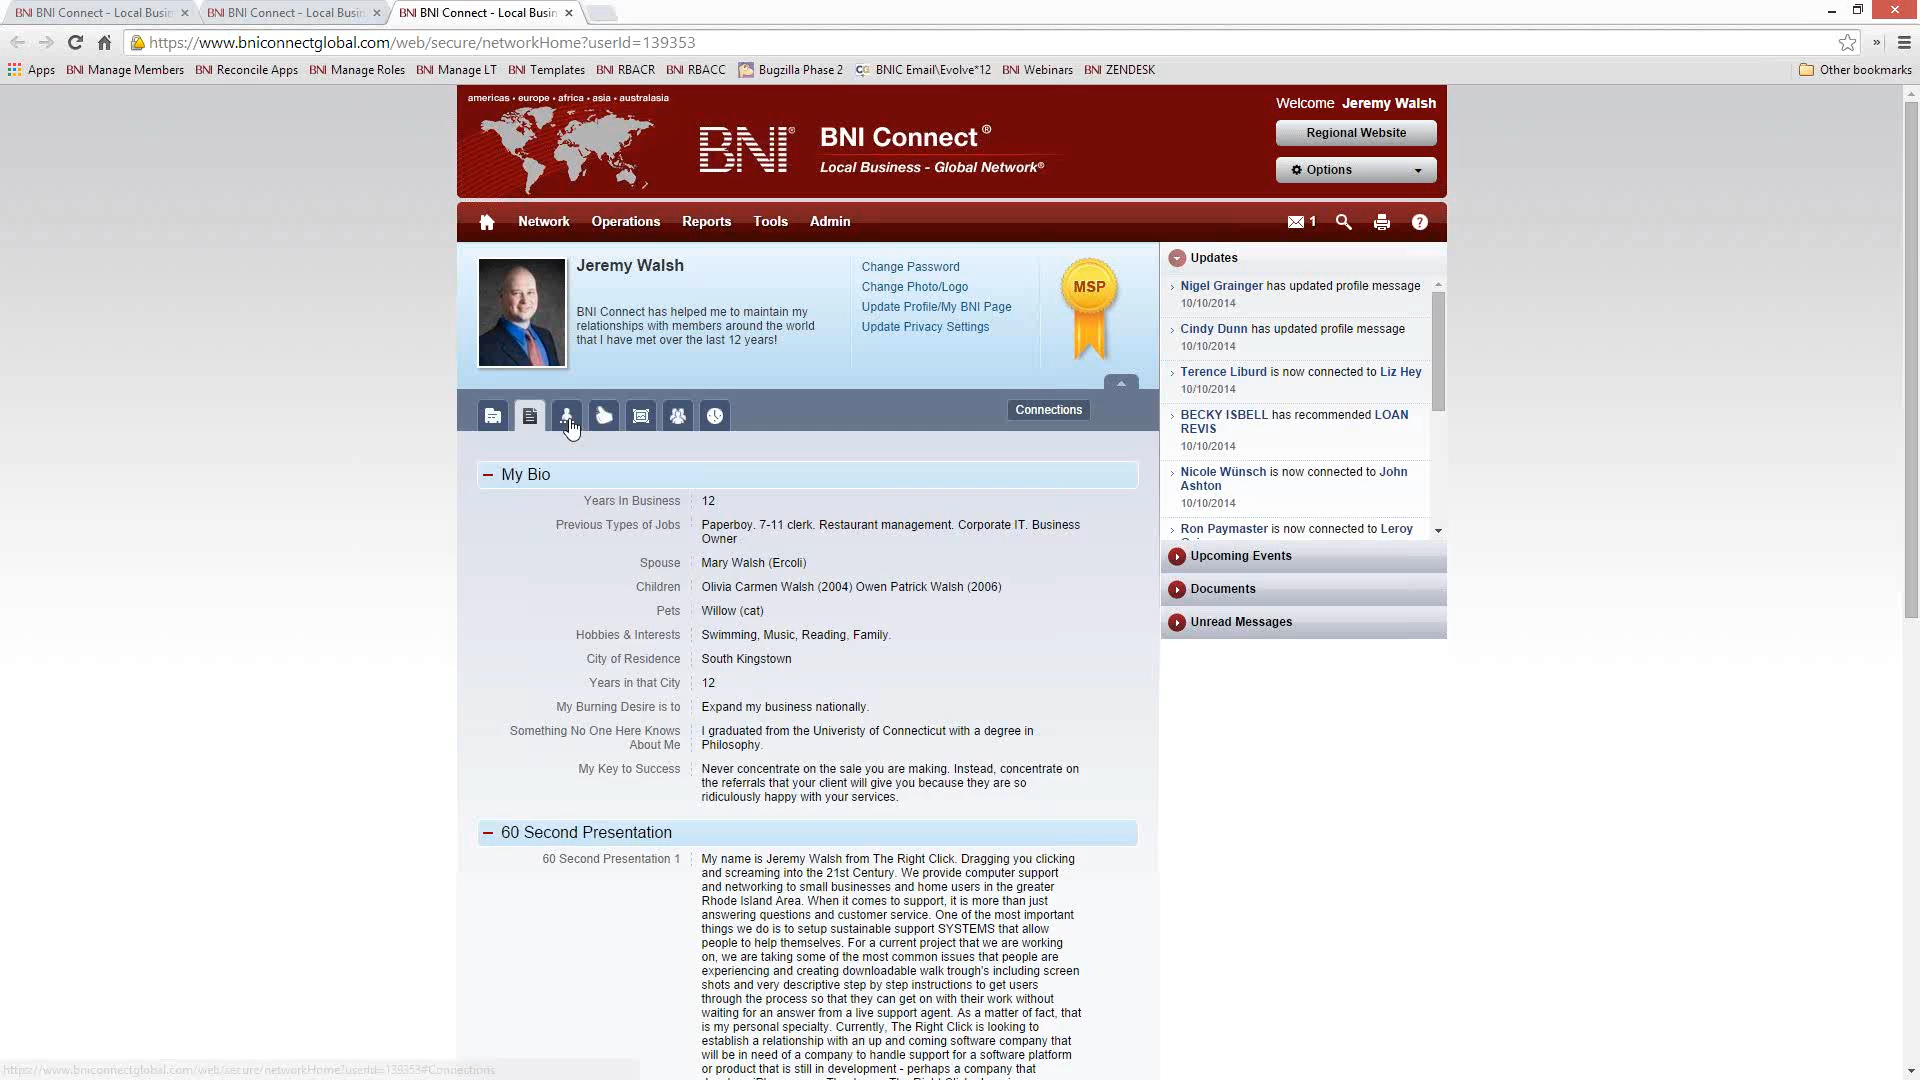 BNI BNI Connect - Local Busin
BNI BNI Connect - Local Busin
BNI BNI Connect - Local Busin
https://www.bniconnectglobal.com/web/secure/networkHome?userId=139353
Apps BNI Manage Members BNI Reconcile Apps BNI Manage Roles BNI Manage LT BNI Templates BNI RBACR BNI RBACC Bugzilla Phase 2 BNIC Email\Evolve*12 BNI Webinars BNI ZENDESK Other bookmarks
americas • europe • africa • asia • australasia
BNI®
BNI Connect®
Local Business - Global Network®
Welcome Jeremy Walsh
Regional Website
Options
Network Operations Reports Tools Admin
1
?
Jeremy Walsh
BNI Connect has helped me to maintain my
relationships with members around the world
that I have met over the last 12 years!
Change Password
Change Photo/Logo
Update Profile/My BNI Page
Update Privacy Settings
MSP
Connections
My Bio
Years In Business 12
Previous Types of Jobs Paperboy. 7-11 clerk. Restaurant management. Corporate IT. Business
Owner
Spouse Mary Walsh (Ercoli)
Children Olivia Carmen Walsh (2004) Owen Patrick Walsh (2006)
Pets Willow (cat)
Hobbies & Interests Swimming, Music, Reading, Family.
City of Residence South Kingstown
Years in that City 12
My Burning Desire is to Expand my business nationally.
Something No One Here Knows I graduated from the Univeristy of Connecticut with a degree in
About Me Philosophy.
My Key to Success Never concentrate on the sale you are making. Instead, concentrate on
the referrals that your client will give you because they are so
ridiculously happy with your services.
60 Second Presentation
60 Second Presentation 1 My name is Jeremy Walsh from The Right Click. Dragging you clicking
and screaming into the 21st Century. We provide computer support
and networking to small businesses and home users in the greater
Rhode Island Area. When it comes to support, it is more than just
answering questions and customer service. One of the most important
things we do is to setup sustainable support SYSTEMS that allow
people to help themselves. For a current project that we are working
on, we are taking some of the most common issues that people are
experiencing and creating downloadable walk trough's including screen
shots and very descriptive step by step instructions to get users
through the process so that they can get on with their work without
waiting for an answer from a live support agent. As a matter of fact, that
is my personal specialty. Currently, The Right Click is looking to
establish a relationship with an up and coming software company that
will be in need of a company to handle support for a software platform
or product that is still in development - perhaps a company that
Updates
Nigel Grainger has updated profile message
10/10/2014
Cindy Dunn has updated profile message
10/10/2014
Terence Liburd is now connected to Liz Hey
10/10/2014
BECKY ISBELL has recommended LOAN
REVIS
10/10/2014
Nicole Wünsch is now connected to John
Ashton
10/10/2014
Ron Paymaster is now connected to Leroy
Upcoming Events
Documents
Unread Messages
https://www.bniconnectglobal.com/web/secure/networkHome?userId=139353#Connections